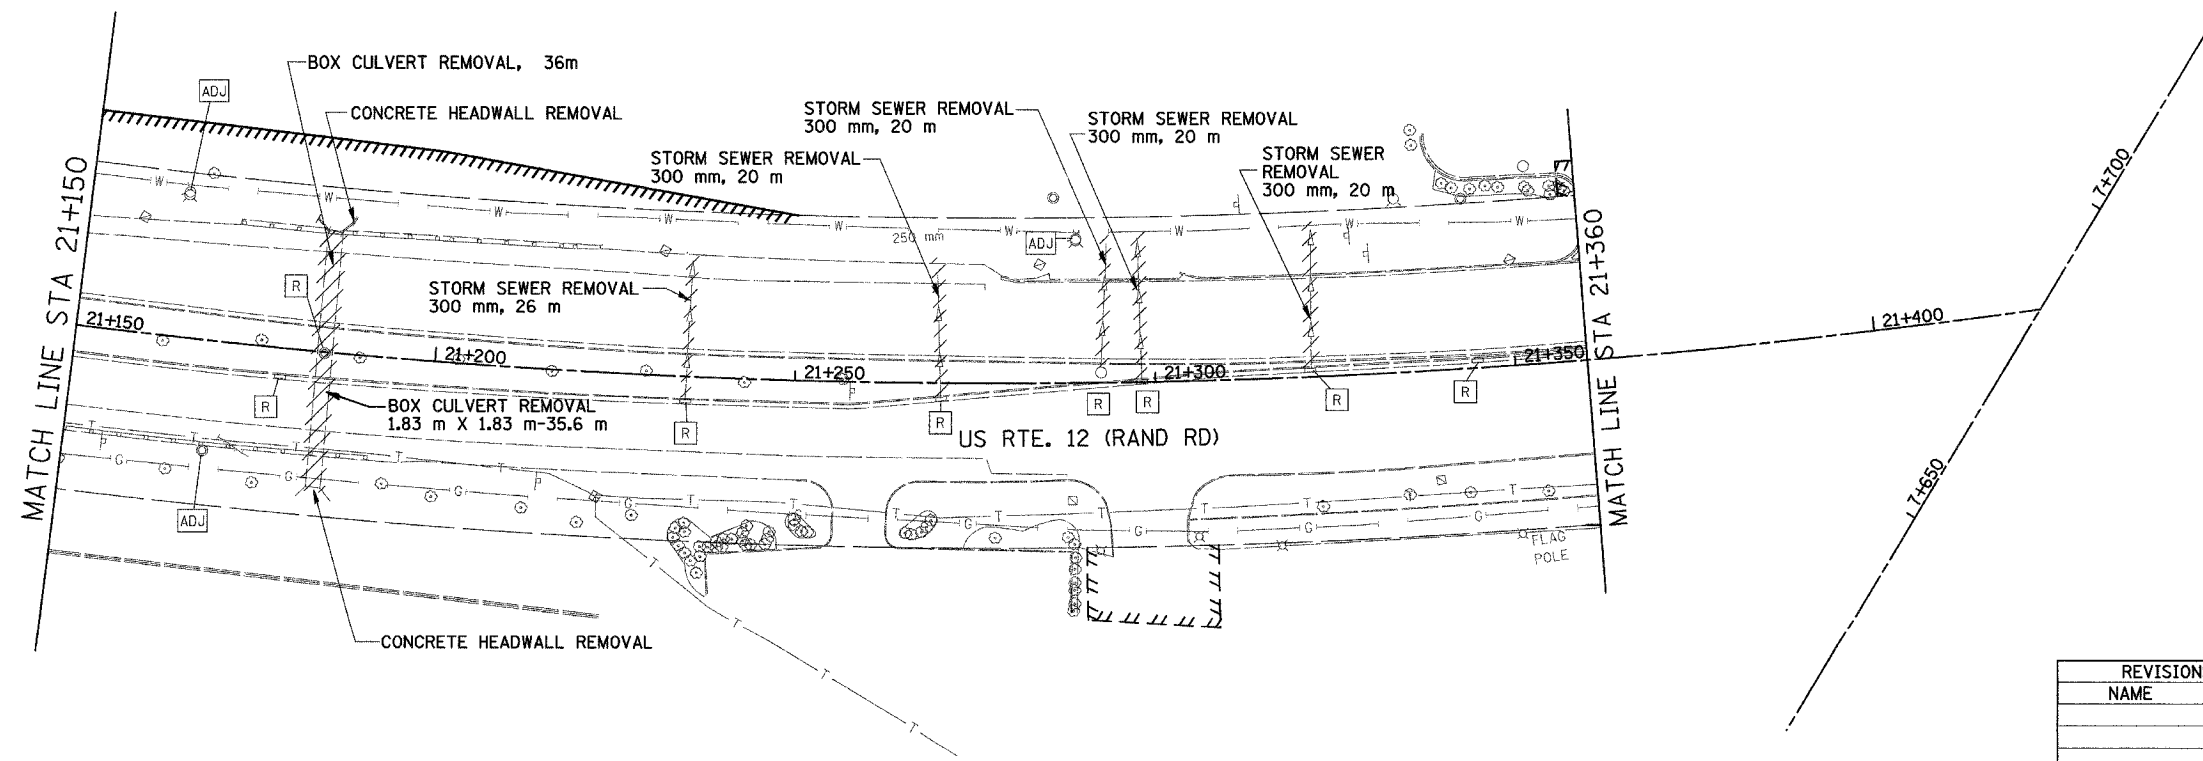 BOX CULVERT REMOVAL, 36m
ADJ
CONCRETE HEADWALL REMOVAL
STORM SEWER REMOVAL
300 mm, 20 m
STORM SEWER REMOVAL
300 mm, 20 m
STORM SEWER REMOVAL
300 mm, 20 m
STORM SEWER
REMOVAL
300 mm, 20 m
7+700
W
W
W
W
W
W
W
W
W
250 mm
ADJ
MATCH LINE STA 21+150
MATCH LINE STA 21+360
R
STORM SEWER REMOVAL
300 mm, 26 m
21+150
21+200
21+250
21+300
21+350
21+400
R
BOX CULVERT REMOVAL
1.83 m X 1.83 m-35.6 m
R
R
R
R
R
R
US RTE. 12 (RAND RD)
T
T
T
T
T
T
T
T
T
T
T
G
G
G
G
G
G
G
G
ADJ
7+650
FLAG
POLE
CONCRETE HEADWALL REMOVAL
T
T
T
T
REVISION
NAME